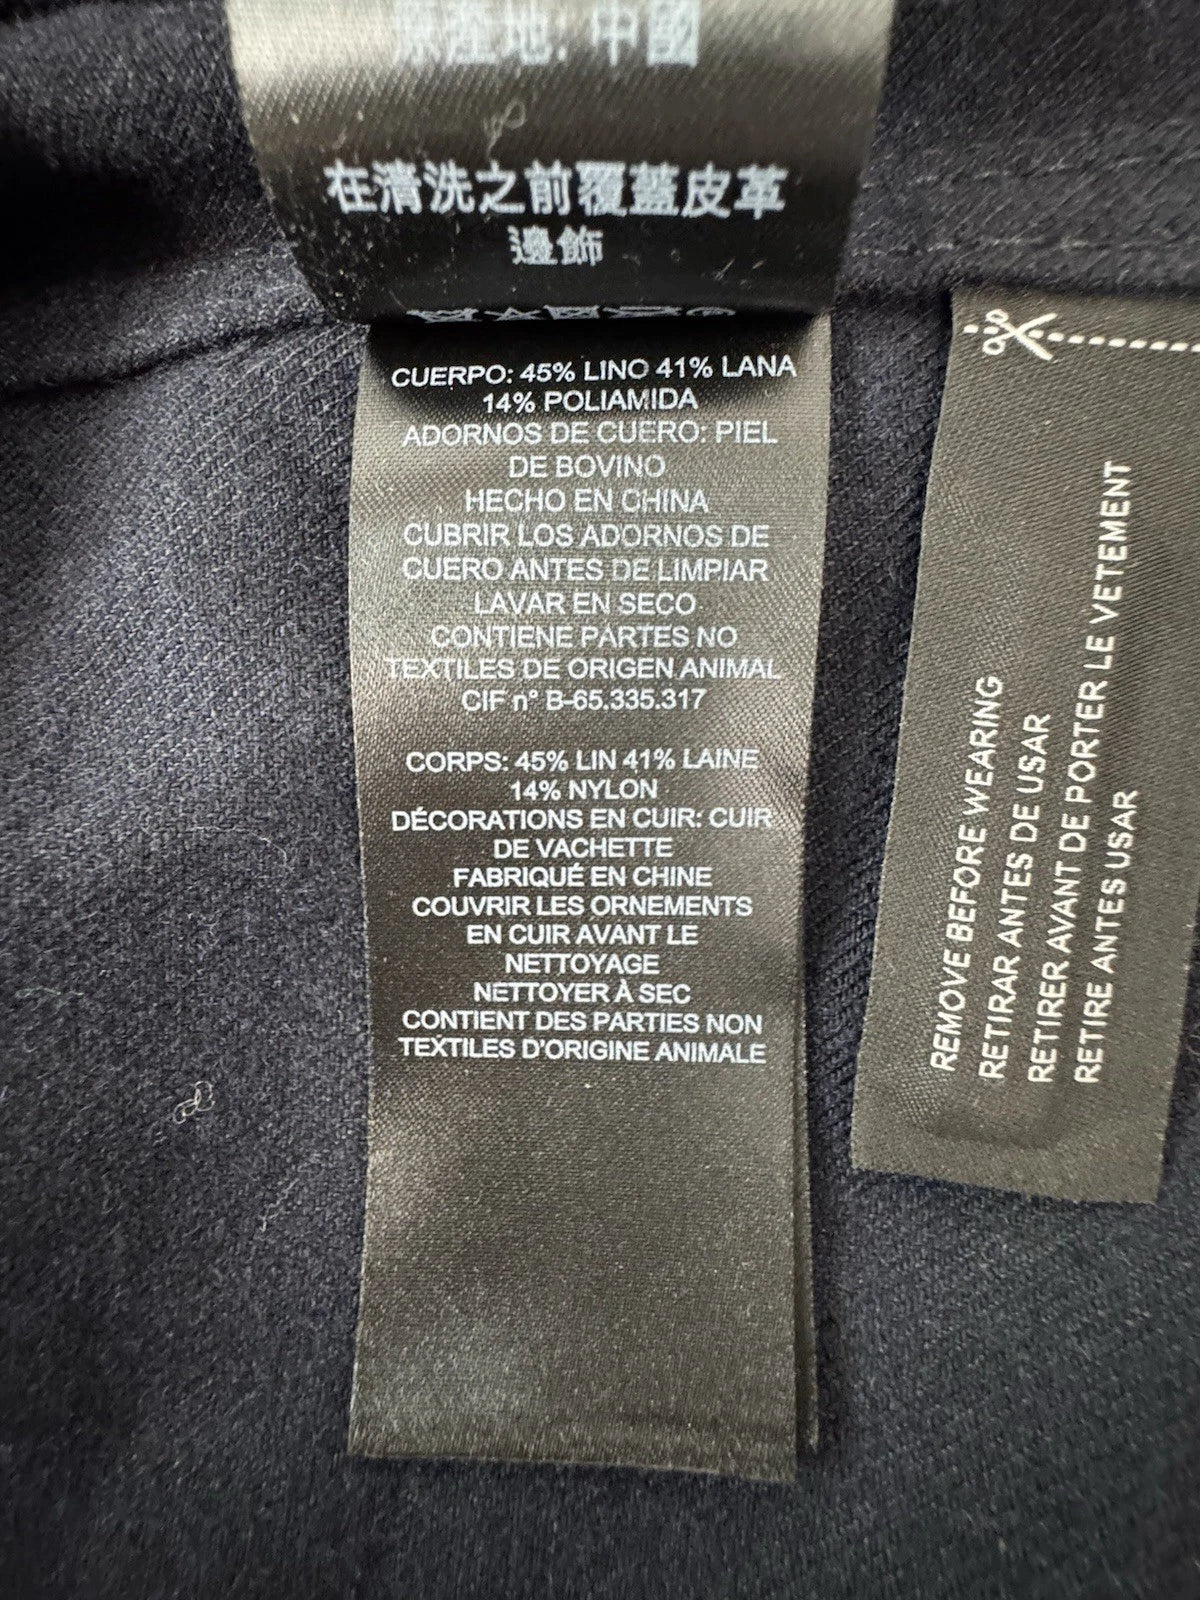 原產地: 中國
在清洗之前覆蓋皮革
邊飾
CUERPO: 45% LINO 41% LANA
14% POLIAMIDA
ADORNOS DE CUERO: PIEL
DE BOVINO
HECHO EN CHINA
CUBRIR LOS ADORNOS DE
CUERO ANTES DE LIMPIAR
LAVAR EN SECO
CONTIENE PARTES NO
TEXTILES DE ORIGEN ANIMAL
CIF n° B-65.335.317
CORPS: 45% LIN 41% LAINE
14% NYLON
DÉCORATIONS EN CUIR: CUIR
DE VACHETTE
FABRIQUÉ EN CHINE
COUVRIR LES ORNEMENTS
EN CUIR AVANT LE
NETTOYAGE
NETTOYER À SEC
CONTIENT DES PARTIES NON
TEXTILES D'ORIGINE ANIMALE
REMOVE BEFORE WEARING
RETIRAR ANTES DE USAR
RETIRER AVANT DE PORTER LE VETEMENT
RETIRE ANTES USAR